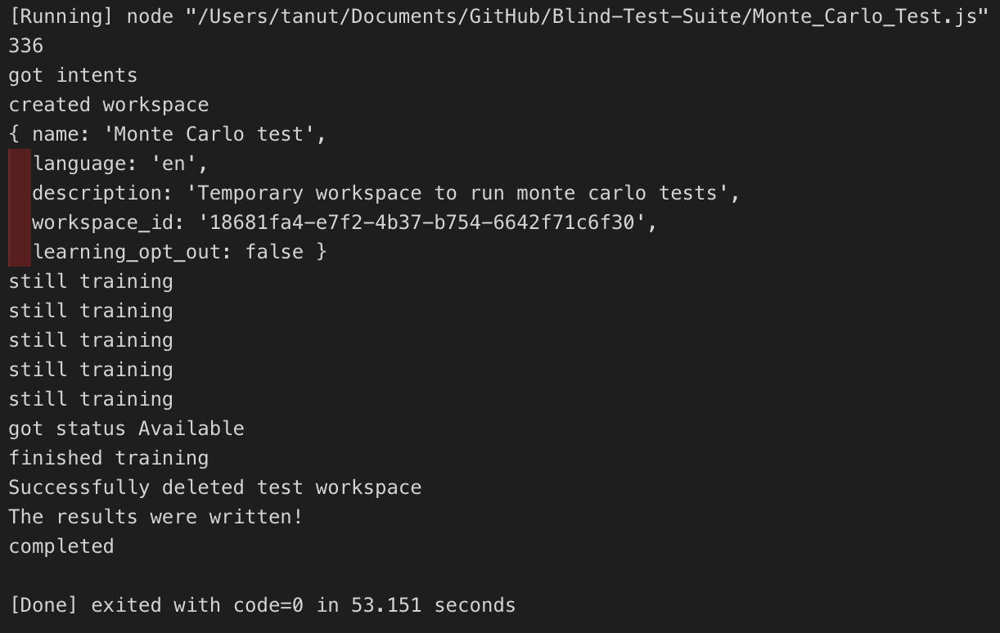 [Running] node "/Users/tanut/Documents/GitHub/Blind-Test-Suite/Monte_Carlo_Test.js"
336
got intents
created workspace
{ name: 'Monte Carlo test',
language: 'en',
description: 'Temporary workspace to run monte carlo tests',
workspace_id: '18681fa4-e7f2-4b37-b754-6642f71c6f30',
learning_opt_out: false }
still training
still training
still training
still training
still training
got status Available
finished training
Successfully deleted test workspace
The results were written!
completed
[Done] exited with code=0 in 53.151 seconds